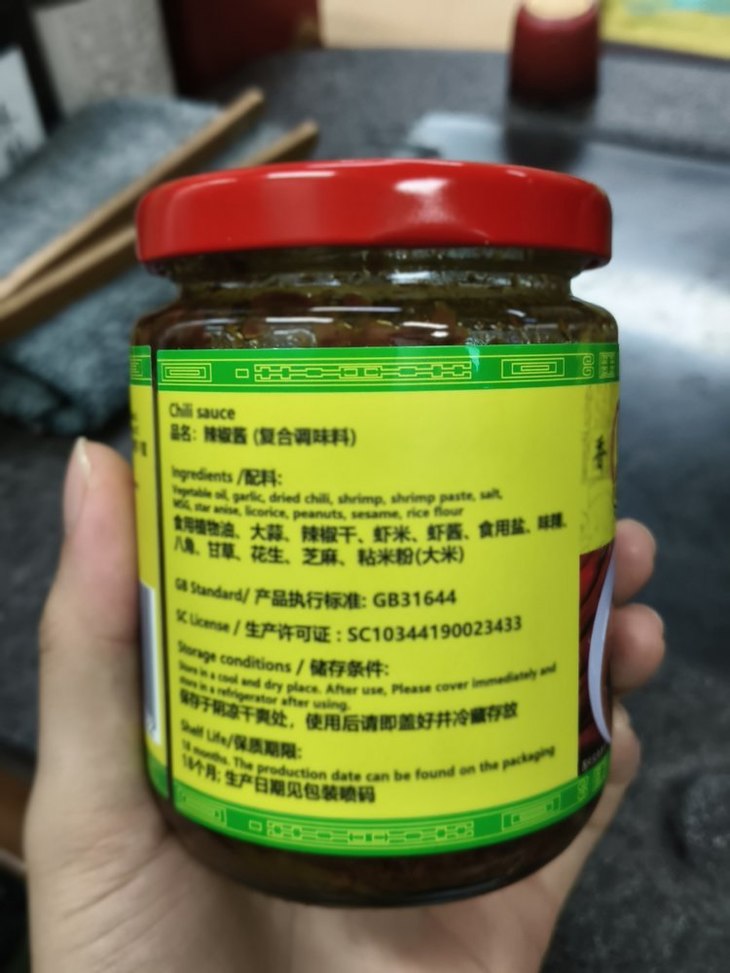 Chili sauce
品名：辣椒酱 (复合调味料)
Ingredients /配料:
Vegetable oil, garlic, dried chili, shrimp, shrimp paste, salt,
MSG, star anise, licorice, peanuts, sesame, rice flour
食用植物油、大蒜、辣椒干、虾米、虾酱、食用盐、味
八角、甘草、花生、芝麻、粘米粉(大米)
GB Standard/ 产品执行标准: GB31644
SC License / 生产许可证：SC10344190023433
Storage conditions / 储存条件:
Store in a cool and dry place. After use, Please cover immediately and
store in a refrigerator after using.
保存于阴凉干爽处，使用后请即盖好并冷藏存放
Shelf Life/保质期限:
18 months. The production date can be found on the packaging
18个月; 生产日期见包装喷码